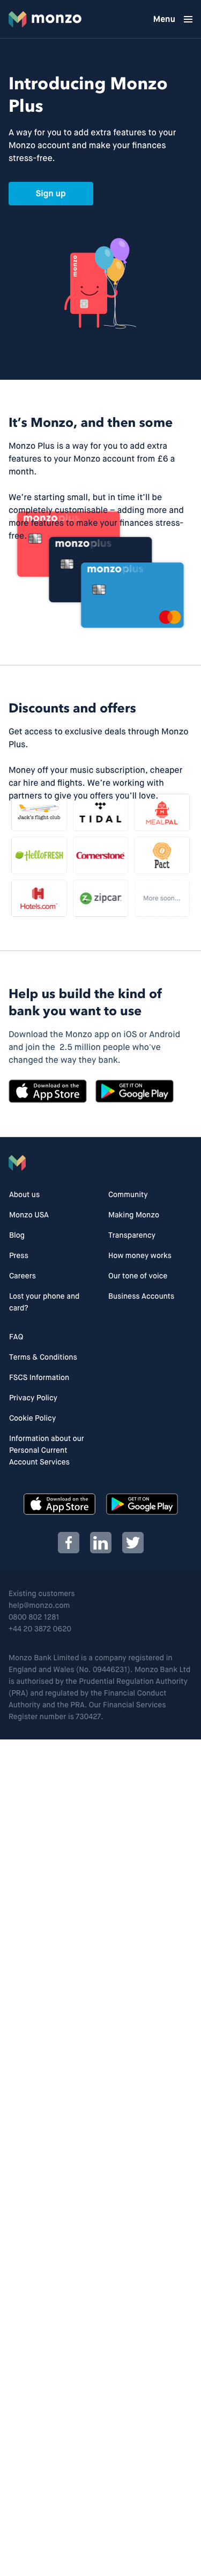 monzo
Menu
Introducing Monzo
Plus
A way for you to add extra features to your
Monzo account and make your finances
stress-free.
Sign up
monzo
It’s Monzo, and then some
Monzo Plus is a way for you to add extra
features to your Monzo account from £6 a
month.
We’re starting small, but in time it’ll be
completely customisable – adding more and
more features to make your finances stress-
free.
monzoplus
monzoplus
monzoplus
Discounts and offers
Get access to exclusive deals through Monzo
Plus.
Money off your music subscription, cheaper
car hire and flights. We’re working with
partners to give you offers you’ll love.
Jack's flight club
TIDAL
MEALPAL
HelloFRESH
Cornerstone
Pact
Hotels.com
zipcar
More soon...
Help us build the kind of
bank you want to use
Download the Monzo app on iOS or Android
and join the 2.5 million people who've
changed the way they bank.
Download on the
App Store
GET IT ON
Google Play
About us
Community
Monzo USA
Making Monzo
Blog
Transparency
Press
How money works
Careers
Our tone of voice
Lost your phone and
card?
Business Accounts
FAQ
Terms & Conditions
FSCS Information
Privacy Policy
Cookie Policy
Information about our
Personal Current
Account Services
Download on the
App Store
GET IT ON
Google Play
Existing customers
help@monzo.com
0800 802 1281
+44 20 3872 0620
Monzo Bank Limited is a company registered in
England and Wales (No. 09446231). Monzo Bank Ltd
is authorised by the Prudential Regulation Authority
(PRA) and regulated by the Financial Conduct
Authority and the PRA. Our Financial Services
Register number is 730427.